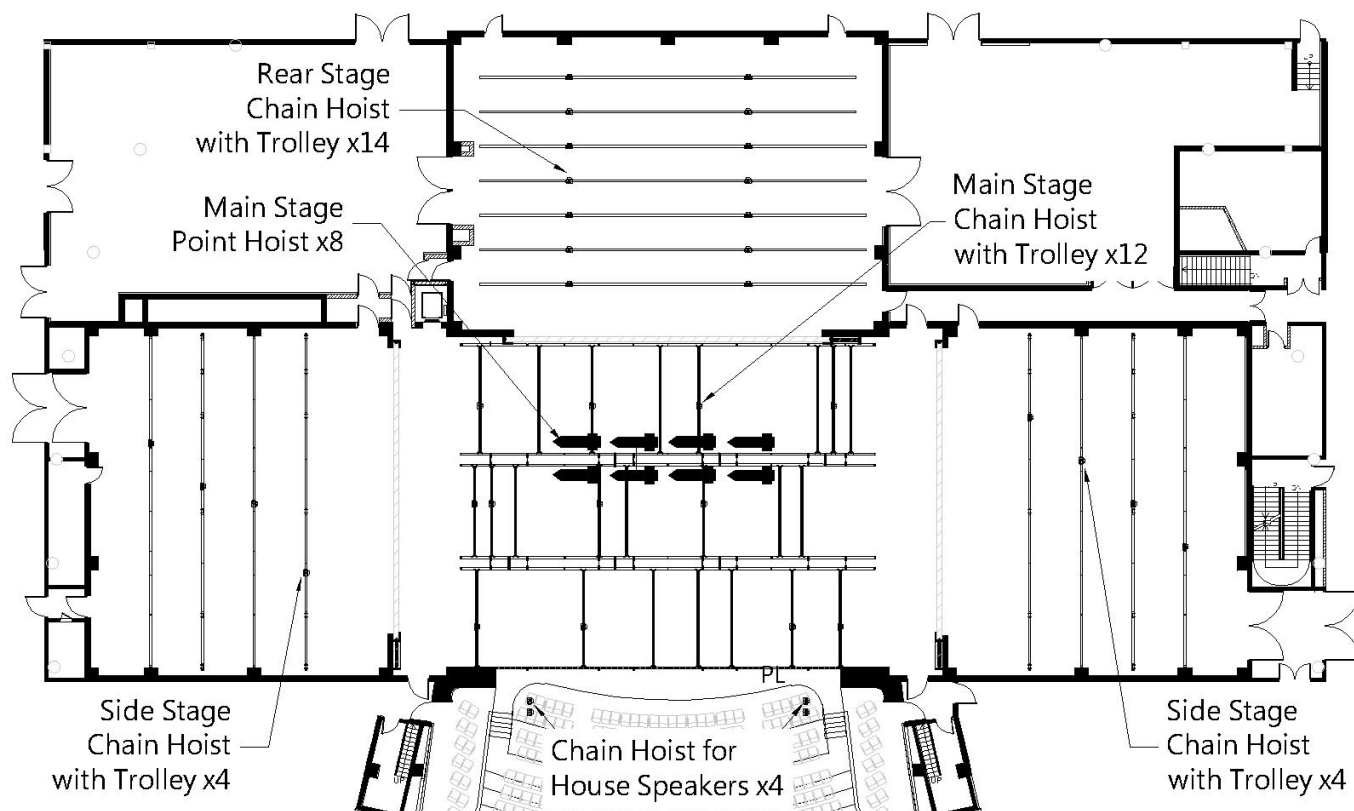 Rear Stage
Chain Hoist
with Trolley x14
Main Stage
Point Hoist x8
Main Stage
Chain Hoist
with Trolley x12
PL
Side Stage
Chain Hoist
with Trolley x4
Chain Hoist for
House Speakers x4
Side Stage
Chain Hoist
with Trolley x4